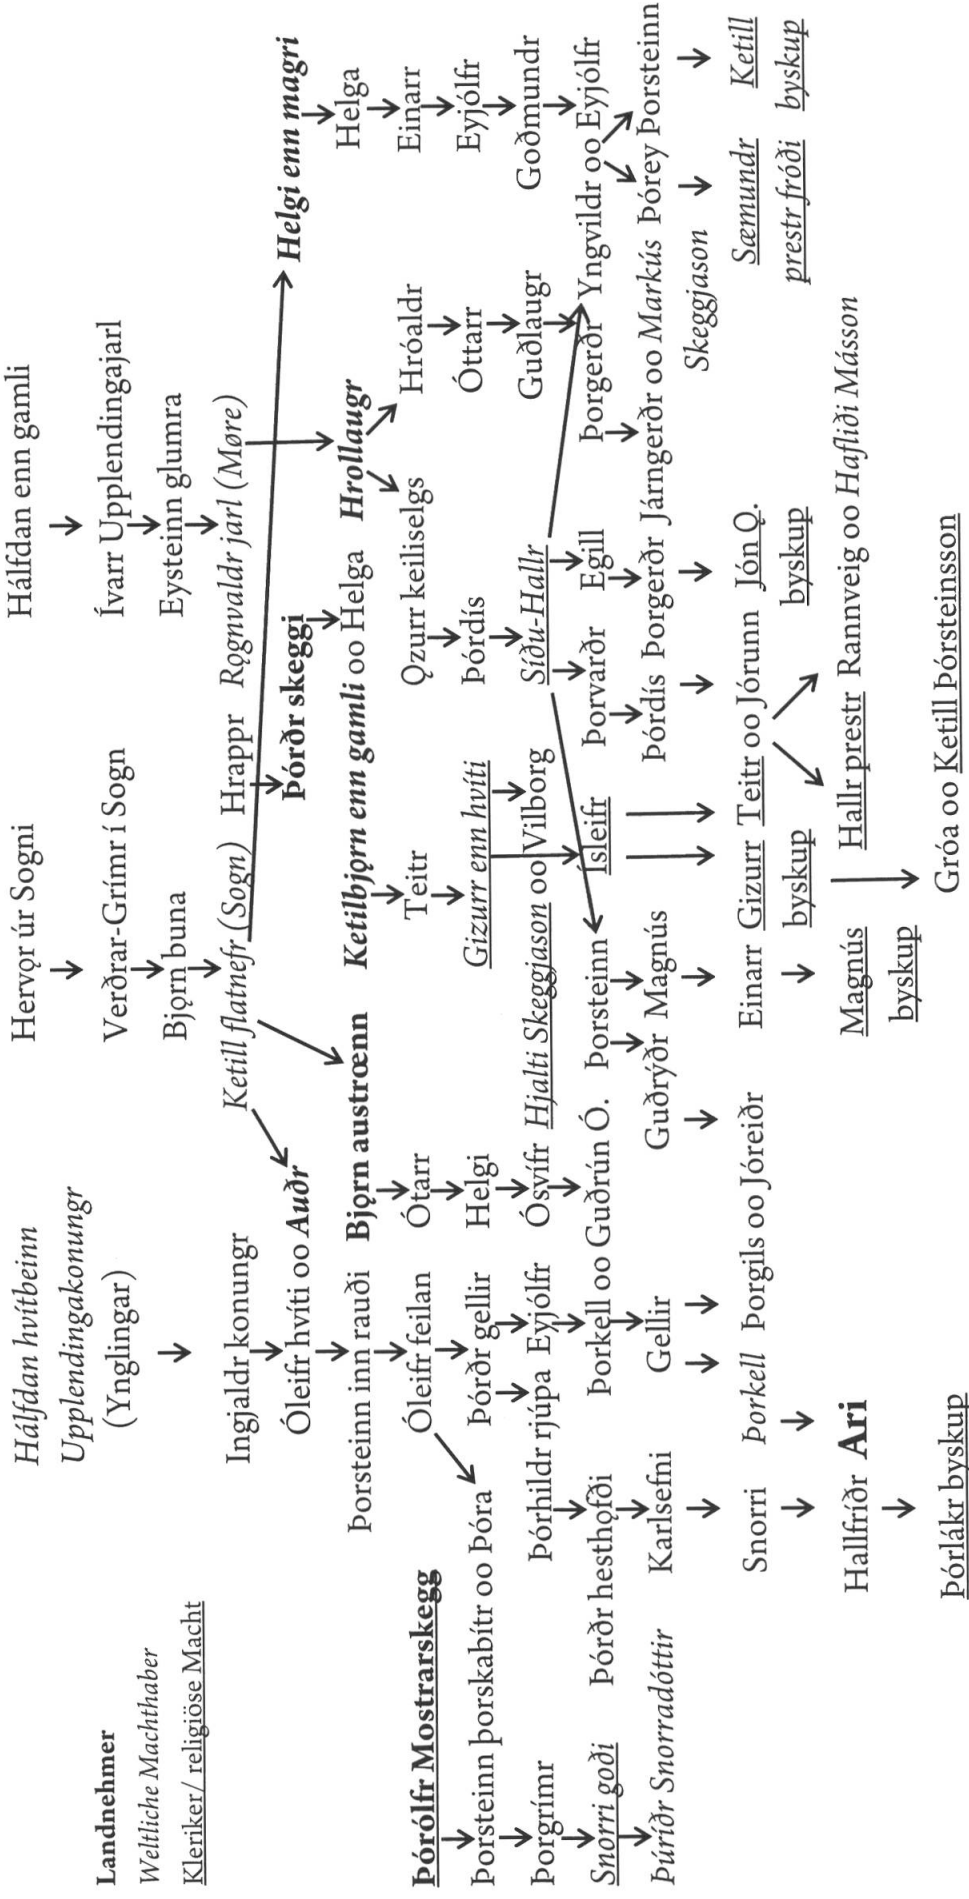 Hálfdan hvítbeinn
Upplendingakonungr
(Ynglingar)
Hervǫr úr Sogni
Hálfdan enn gamli
Landnehmer
Weltliche Machthaber
Kleriker/ religiöse Macht
Verðrar-Grímr í Sogn
Ívarr Upplendingajarl
Bjǫrn buna
Eysteinn glumra
Ingjaldr konungr
Ketill flatnefr (Sogn)
Hrappr
Rǫgnvaldr jarl (Møre)
Óleifr hvíti oo Auðr
Þórðr skeggi
Helgi enn magri
Þorsteinn inn rauði
Bjǫrn austrœnn
Ketilbjǫrn enn gamli oo Helga
Hrollaugr
Helga
Þórólfr Mostrarskegg
Óleifr feilan
Ótarr
Teitr
Ǫzurr keiliselgs
Hróaldr
Einarr
Þorsteinn þorskabítr oo Þóra
Þórðr gellir
Helgi
Gizurr enn hvíti
Þórdís
Óttarr
Eyjólfr
Þorgrímr
Þórhildr rjúpa
Eyjólfr
Ósvífr
Hjalti Skeggjason oo Vilborg
Síðu-Hallr
Guðlaugr
Goðmundr
Snorri goði
Þórðr hesthǫfði
Þorkell oo Guðrún Ó.
Þorsteinn
Ísleifr
Þorvarðr
Egill
Þorgerðr
Yngvildr oo Eyjólfr
Þúríðr Snorradóttir
Karlsefni
Gellir
Guðrýðr
Magnús
Þórdís
Þorgerðr
Járngerðr oo Markús
Skeggjason
Þórey
Þorsteinn
Snorri
Þorkell
Þorgils oo Jóreiðr
Einarr
Gizurr
byskup
Teitr oo Jórunn
Jón Ǫ.
byskup
Sæmundr
prestr fróði
Ketill
byskup
Hallfríðr
Ari
Magnús
byskup
Hallr prestr
Rannveig oo Hafliði Másson
Þórlákr byskup
Gróa oo Ketill Þórsteinsson